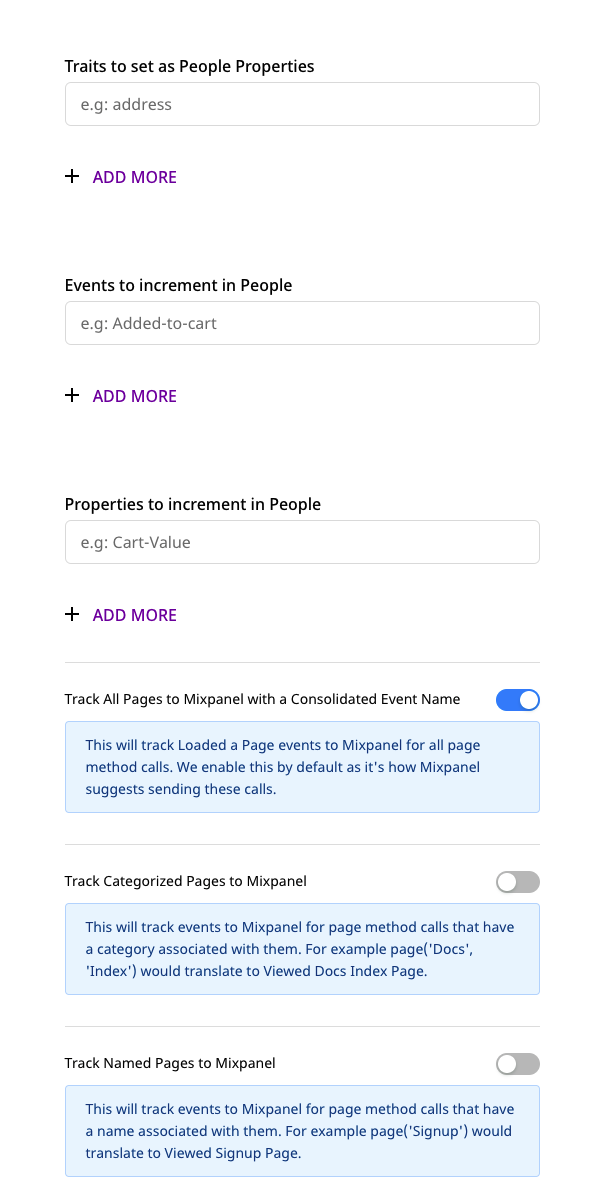 Traits to set as People Properties
e.g: address
+ ADD MORE
Events to increment in People
e.g: Added-to-cart
+ ADD MORE
Properties to increment in People
e.g: Cart-Value
+ ADD MORE
Track All Pages to Mixpanel with a Consolidated Event Name
This will track Loaded a Page events to Mixpanel for all page
method calls. We enable this by default as it's how Mixpanel
suggests sending these calls.
Track Categorized Pages to Mixpanel
This will track events to Mixpanel for page method calls that have
a category associated with them. For example page('Docs',
'Index') would translate to Viewed Docs Index Page.
Track Named Pages to Mixpanel
This will track events to Mixpanel for page method calls that have
a name associated with them. For example page('Signup') would
translate to Viewed Signup Page.